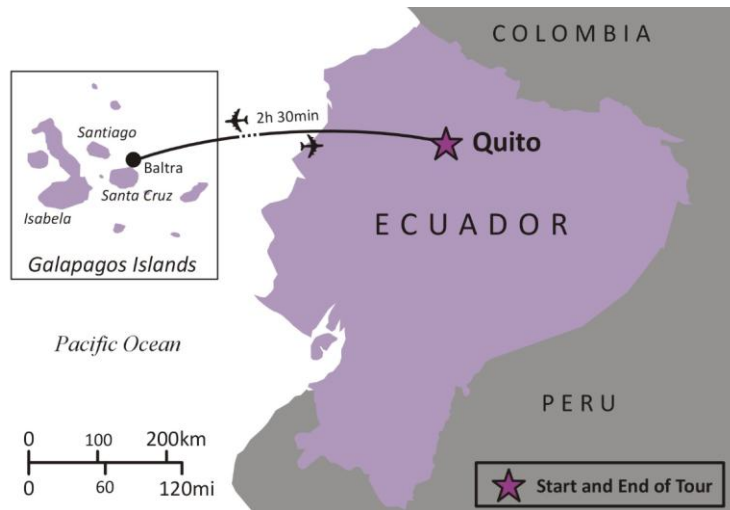 COLOMBIA
2h 30min
Santiago
Baltra
Quito
Santa Cruz
Isabela
ECUADOR
Galapagos Islands
Pacific Ocean
PERU
0 100 200km
0 60 120mi
Start and End of Tour